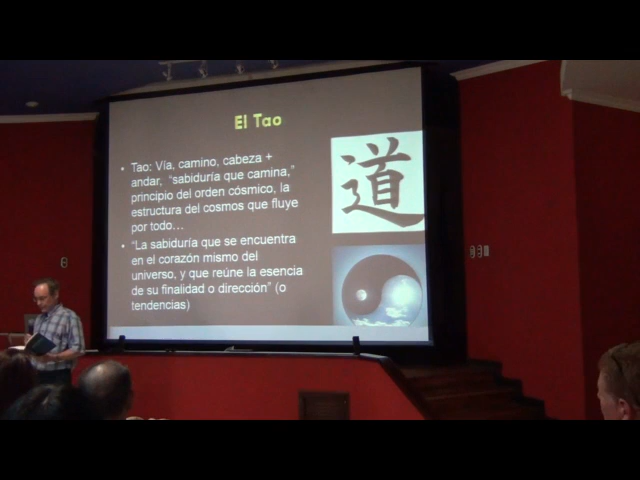 El Tao
• Tao: Vía, camino, cabeza +
andar, "sabiduría que camina,"
principio del orden cósmico, la
estructura del cosmos que fluye
por todo…
• "La sabiduría que se encuentra
en el corazón mismo del
universo, y que reúne la esencia
de su finalidad o dirección" (o
tendencias)
道